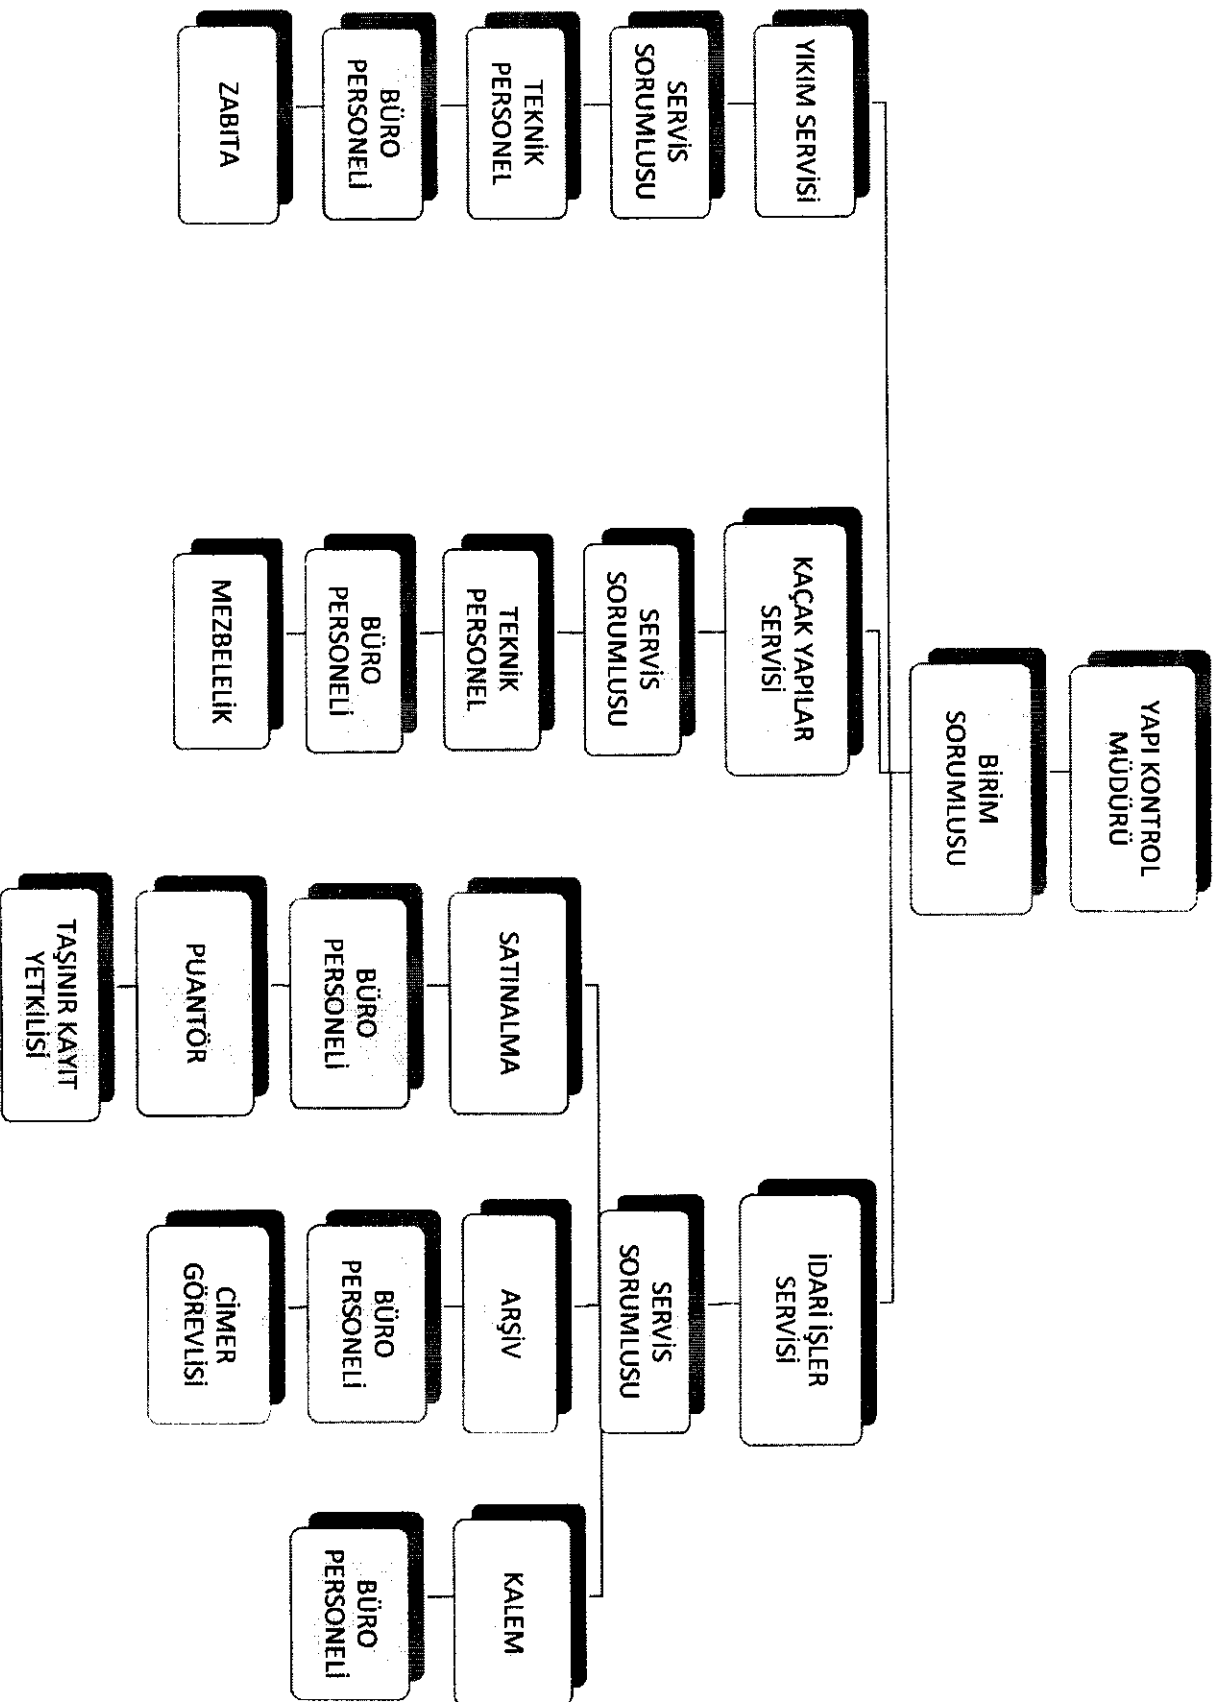 YAPI KONTROL
MÜDÜRÜ
BİRİM
SORUMLUSU
YIKIM SERVİSİ
SERVİS
SORUMLUSU
TEKNİK
PERSONEL
BÜRO
PERSONELİ
ZABITA
KAÇAK YAPILAR
SERVİSİ
SERVİS
SORUMLUSU
TEKNİK
PERSONEL
BÜRO
PERSONELİ
MEZBELELİK
İDARİ İŞLER
SERVİSİ
SERVİS
SORUMLUSU
SATINALMA
BÜRO
PERSONELİ
PUANTÖR
TAŞINIR KAYIT
YETKİLİSİ
ARŞİV
BÜRO
PERSONELİ
CİMER
GÖREVLİSİ
KALEM
BÜRO
PERSONELİ